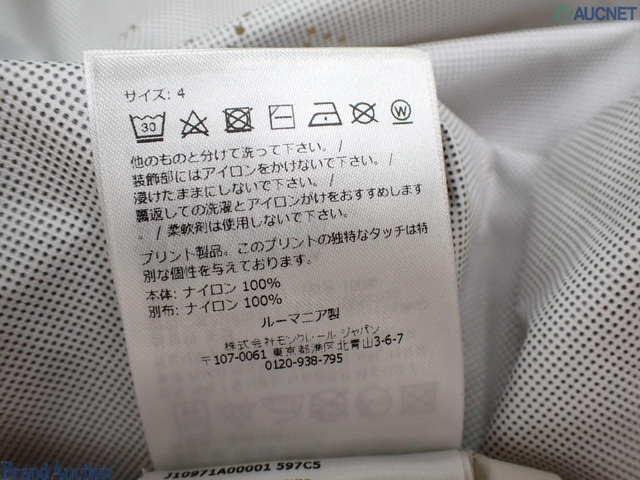 AUCNET
サイズ: 4
30
W
他のものと分けて洗って下さい。/
装飾部にはアイロンをかけないで下さい。/
浸けたままにしないで下さい。/
裏返しての洗濯とアイロンがけをおすすめします
。/ 柔軟剤は使用しないで下さい。
プリント製品。このプリントの独特なタッチは特
別な個性を与えております。
本体: ナイロン 100%
別布: ナイロン 100%
ルーマニア製
株式会社モンクレール ジャパン
〒107-0061 東京都港区北青山3-6-7
0120-938-795
J10971A00001 597C5
Brand Auction